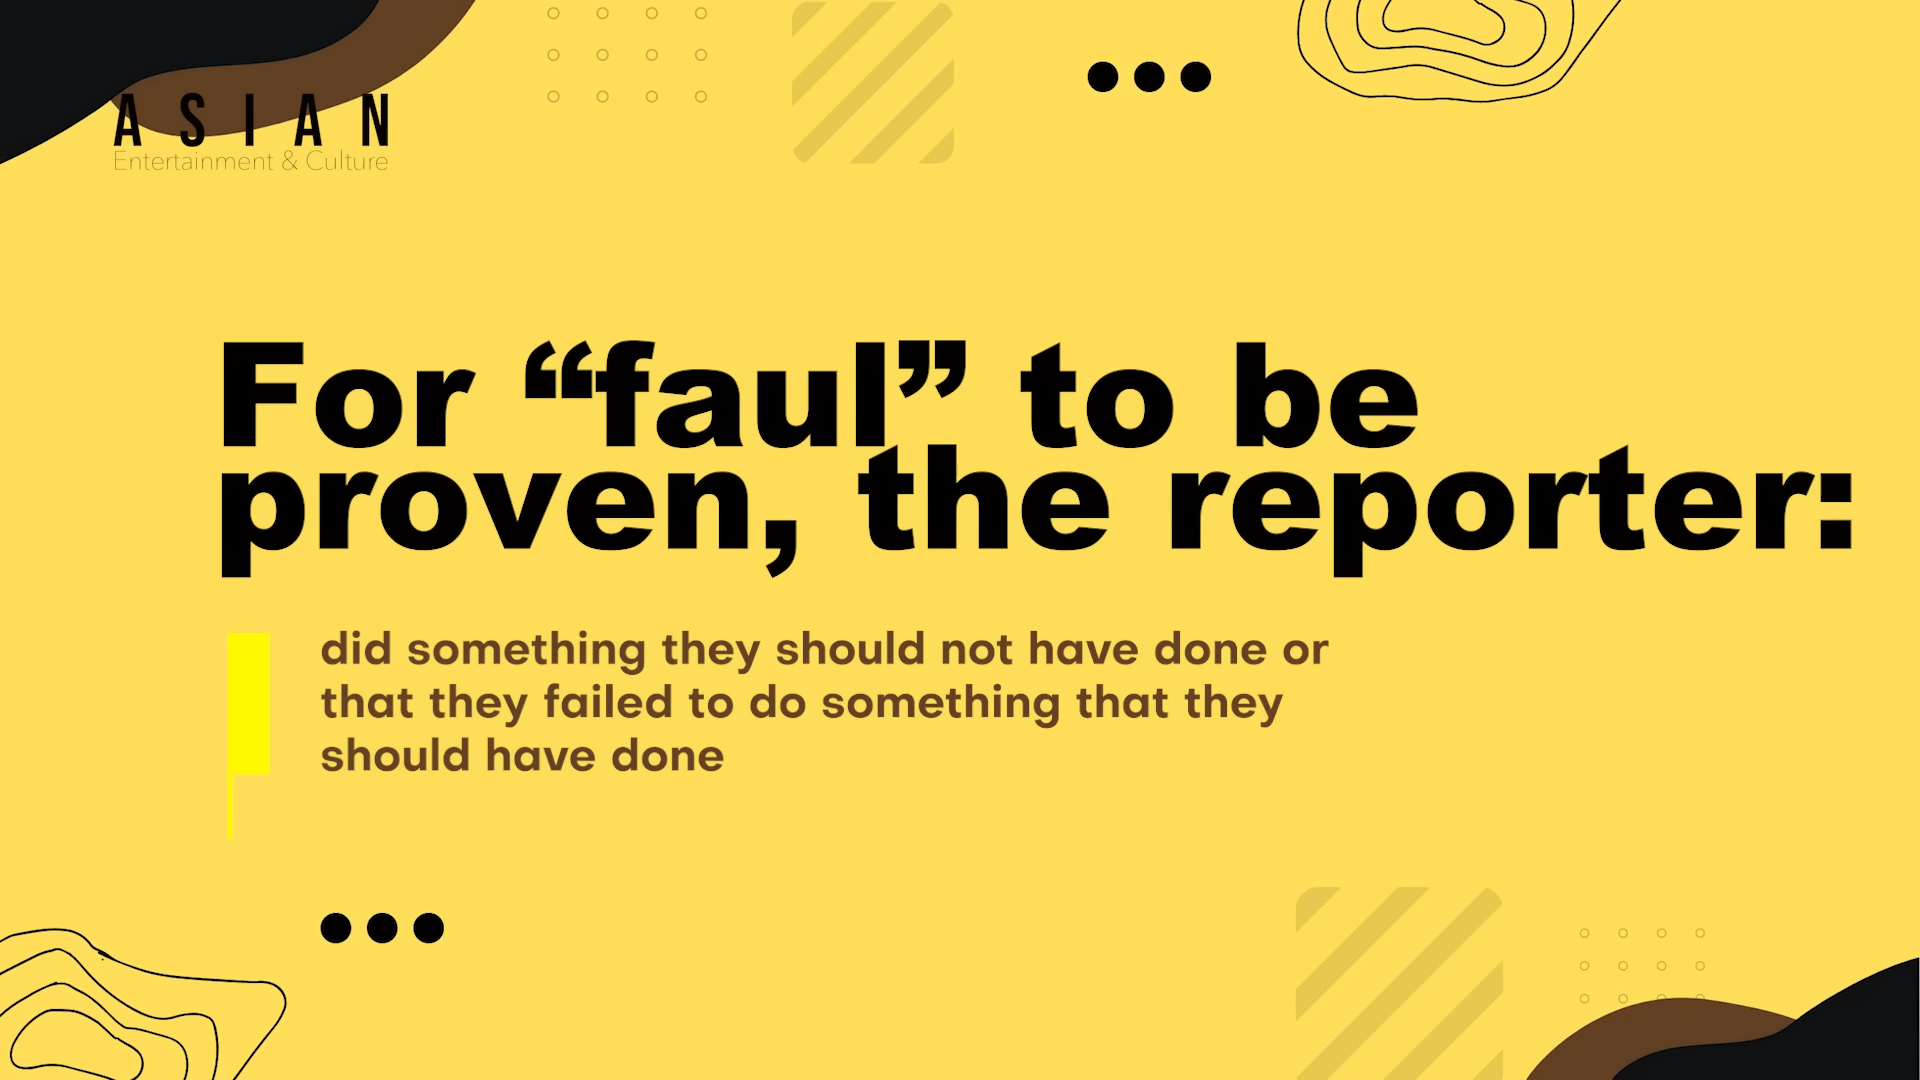 ASIAN
Entertainment & Culture
For “faul” to be
proven, the reporter:
did something they should not have done or
that they failed to do something that they
should have done